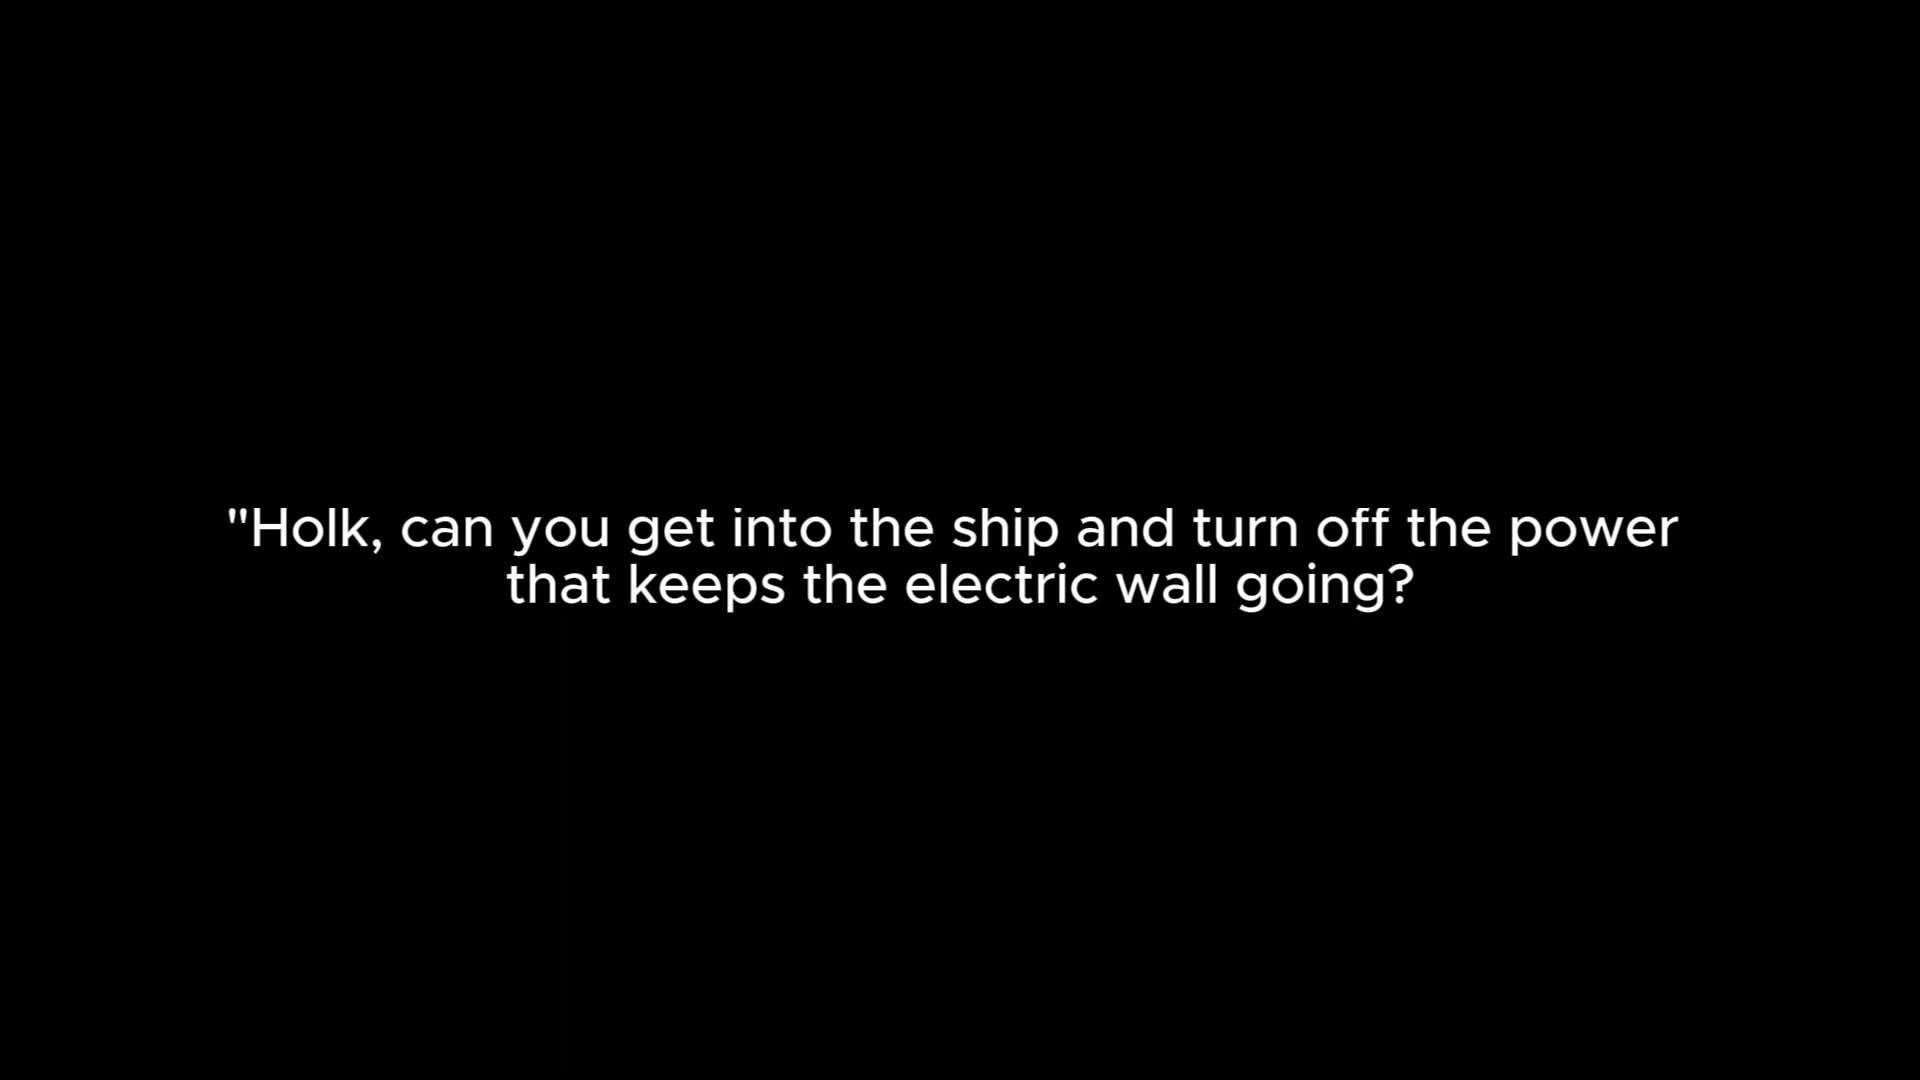 "Holk, can you get into the ship and turn off the power
that keeps the electric wall going?